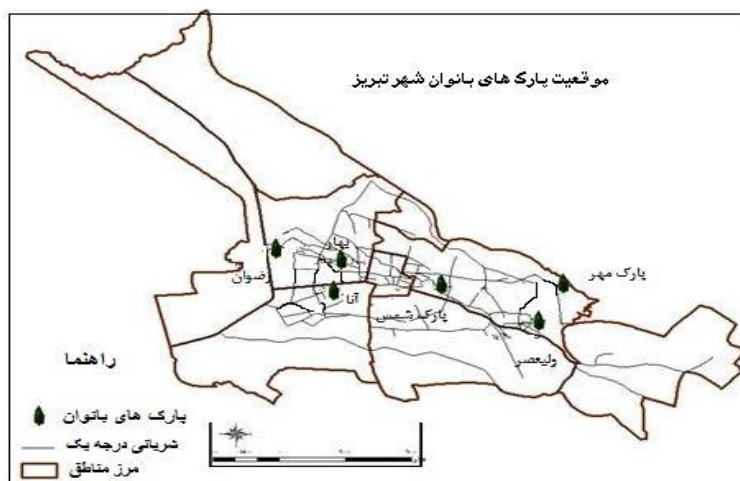 موقعیت پارک های بانوان شهر تبریز
بهار
رضوان
آنا
پارک شمس
پارک مهر
ولیعصر
راهنما
پارک های بانوان
شریانی درجه یک
مرز مناطق